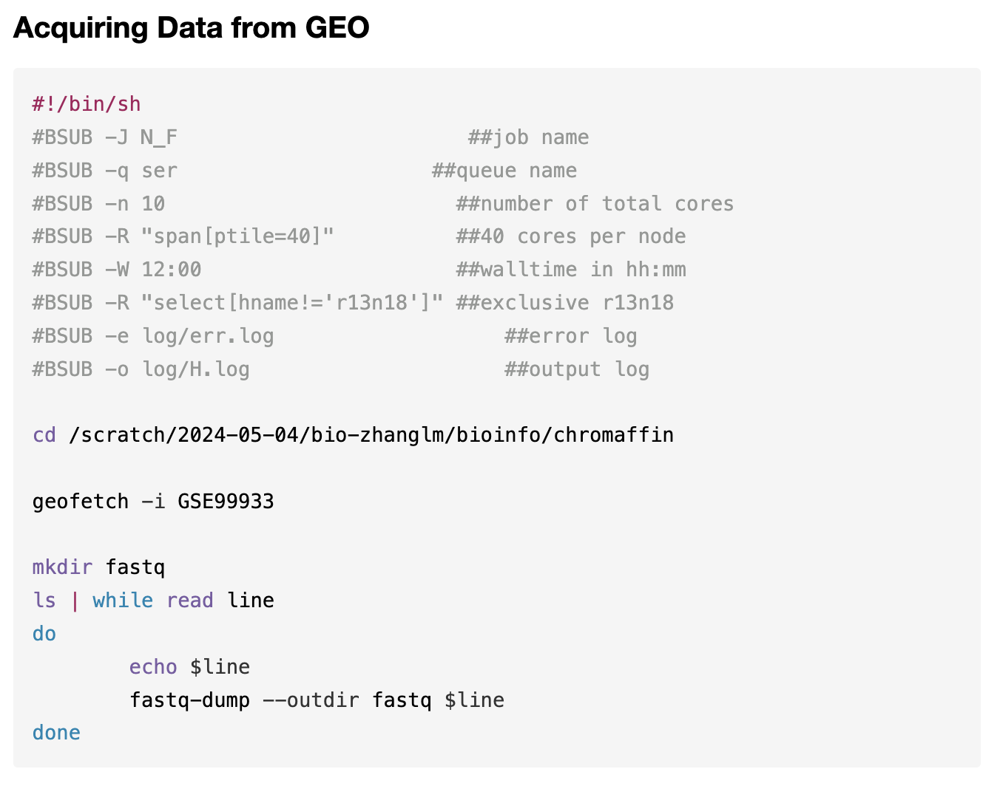 Acquiring Data from GEO
#!/bin/sh
#BSUB -J N_F                        ##job name
#BSUB -q ser                     ##queue name
#BSUB -n 10                        ##number of total cores
#BSUB -R "span[ptile=40]"          ##40 cores per node
#BSUB -W 12:00                     ##walltime in hh:mm
#BSUB -R "select[hname!='r13n18']" ##exclusive r13n18
#BSUB -e log/err.log                   ##error log
#BSUB -o log/H.log                     ##output log
cd /scratch/2024-05-04/bio-zhanglm/bioinfo/chromaffin
geofetch -i GSE99933
mkdir fastq
ls | while read line
do
        echo $line
        fastq-dump --outdir fastq $line
done